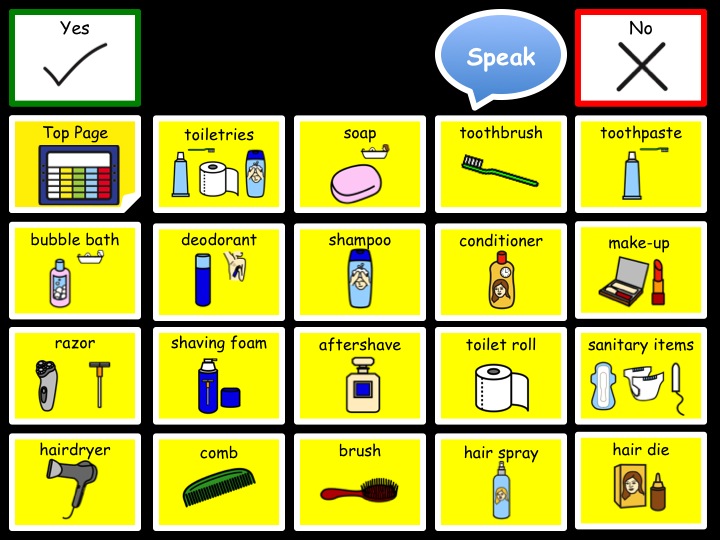 Yes
Speak
No
Top Page
toiletries
soap
toothbrush
toothpaste
bubble bath
deodorant
shampoo
conditioner
make-up
razor
shaving foam
aftershave
toilet roll
sanitary items
hairdryer
comb
brush
hair spray
hair die